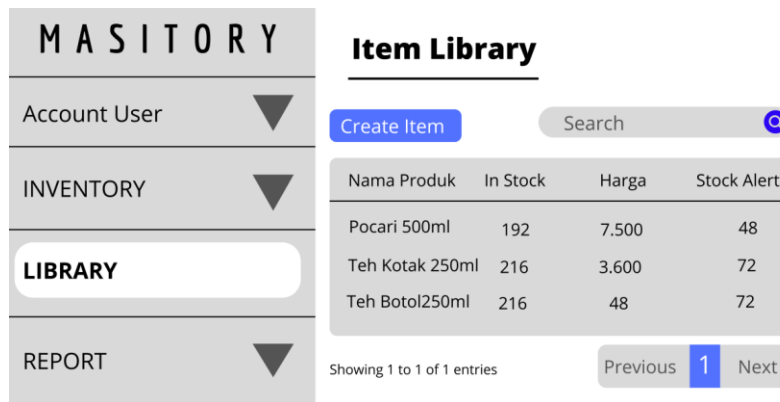 MASITORY
Account User
INVENTORY
LIBRARY
REPORT
Item Library
Create Item
Search
Nama Produk In Stock Harga Stock Alert
Pocari 500ml 192 7.500 48
Teh Kotak 250ml 216 3.600 72
Teh Botol250ml 216 48 72
Showing 1 to 1 of 1 entries
Previous 1 Next